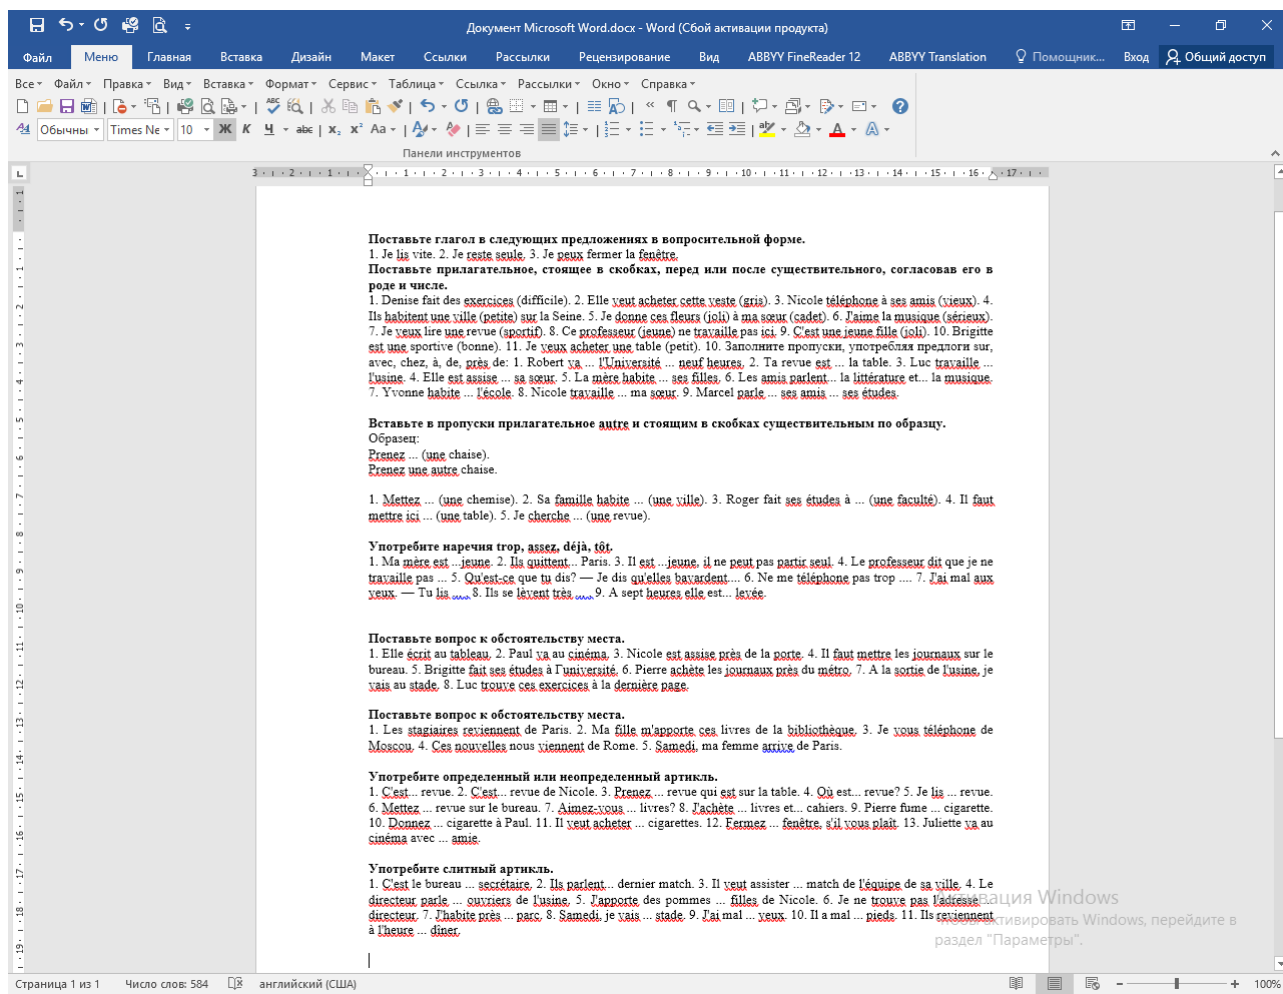 Документ Microsoft Word.docx - Word (Сбой активации продукта)
Файл Меню Главная Вставка Дизайн Макет Ссылки Рассылки Рецензирование Вид ABBYY FineReader 12 ABBYY Translation Помощник... Вход Общий доступ
Все Файл Правка Вид Вставка Формат Сервис Таблица Ссылка Рассылки Окно Справка
Обычны Times Ne 10 Ж К Ч abc x₂ x² Aa
Панели инструментов
3 2 1 1 2 3 4 5 6 7 8 9 10 11 12 13 14 15 16 17
Поставьте глагол в следующих предложениях в вопросительной форме.
1. Je lis vite. 2. Je reste seule. 3. Je peux fermer la fenêtre.
Поставьте прилагательное, стоящее в скобках, перед или после существительного, согласовав его в
роде и числе.
1. Denise fait des exercices (difficile). 2. Elle veut acheter cette veste (gris). 3. Nicole téléphone à ses amis (vieux). 4.
Ils habitent une ville (petite) sur la Seine. 5. Je donne ces fleurs (joli) à ma sœur (cadet). 6. J'aime la musique (sérieux).
7. Je veux lire une revue (sportif). 8. Ce professeur (jeune) ne travaille pas ici. 9. C'est une jeune fille (joli). 10. Brigitte
est une sportive (bonne). 11. Je veux acheter une table (petit). 10. Заполните пропуски, употребляя предлоги sur,
avec, chez, à, de, près de: 1. Robert va ... l'Université ... neuf heures. 2. Ta revue est ... la table. 3. Luc travaille ...
l'usine. 4. Elle est assise ... sa sœur. 5. La mère habite ... ses filles. 6. Les amis parlent... la littérature et... la musique.
7. Yvonne habite ... l'école. 8. Nicole travaille ... ma sœur. 9. Marcel parle ... ses amis ... ses études.
Вставьте в пропуски прилагательное autre и стоящим в скобках существительным по образцу.
Образец:
Prenez ... (une chaise).
Prenez une autre chaise.
1. Mettez ... (une chemise). 2. Sa famille habite ... (une ville). 3. Roger fait ses études à ... (une faculté). 4. Il faut
mettre ici ... (une table). 5. Je cherche ... (une revue).
Употребите наречия trop, assez, déjà, tôt.
1. Ma mère est ...jeune. 2. Ils quittent... Paris. 3. Il est ...jeune, il ne peut pas partir seul. 4. Le professeur dit que je ne
travaille pas ... 5. Qu'est-ce que tu dis? — Je dis qu'elles bavardent.... 6. Ne me téléphone pas trop .... 7. J'ai mal aux
yeux. — Tu lis .... 8. Ils se lèvent très .... 9. A sept heures elle est... levée.
Поставьте вопрос к обстоятельству места.
1. Elle écrit au tableau. 2. Paul va au cinéma. 3. Nicole est assise près de la porte. 4. Il faut mettre les journaux sur le
bureau. 5. Brigitte fait ses études à l'université. 6. Pierre achète les journaux près du métro. 7. A la sortie de l'usine, je
vais au stade. 8. Luc trouve ces exercices à la dernière page.
Поставьте вопрос к обстоятельству места.
1. Les stagiaires reviennent de Paris. 2. Ma fille m'apporte ces livres de la bibliothèque. 3. Je vous téléphone de
Moscou. 4. Ces nouvelles nous viennent de Rome. 5. Samedi, ma femme arrive de Paris.
Употребите определенный или неопределенный артикль.
1. C'est... revue. 2. C'est... revue de Nicole. 3. Prenez ... revue qui est sur la table. 4. Où est... revue? 5. Je lis ... revue.
6. Mettez ... revue sur le bureau. 7. Aimez-vous ... livres? 8. J'achète ... livres et... cahiers. 9. Pierre fume ... cigarette.
10. Donnez ... cigarette à Paul. 11. Il veut acheter ... cigarettes. 12. Fermez ... fenêtre, s'il vous plaît. 13. Juliette va au
cinéma avec ... amie.
Употребите слитный артикль.
1. C'est le bureau ... secrétaire. 2. Ils parlent... dernier match. 3. Il veut assister ... match de l'équipe de sa ville. 4. Le
directeur parle ... ouvriers de l'usine. 5. J'apporte des pommes ... filles de Nicole. 6. Je ne trouve pas l'adresse ...
directeur. 7. J'habite près ... parc. 8. Samedi, je vais ... stade. 9. J'ai mal ... yeux. 10. Il a mal ... pieds. 11. Ils reviennent
à l'heure ... dîner.
Активация Windows
Чтобы активировать Windows, перейдите в
раздел "Параметры".
Страница 1 из 1 Число слов: 584 английский (США) 100%